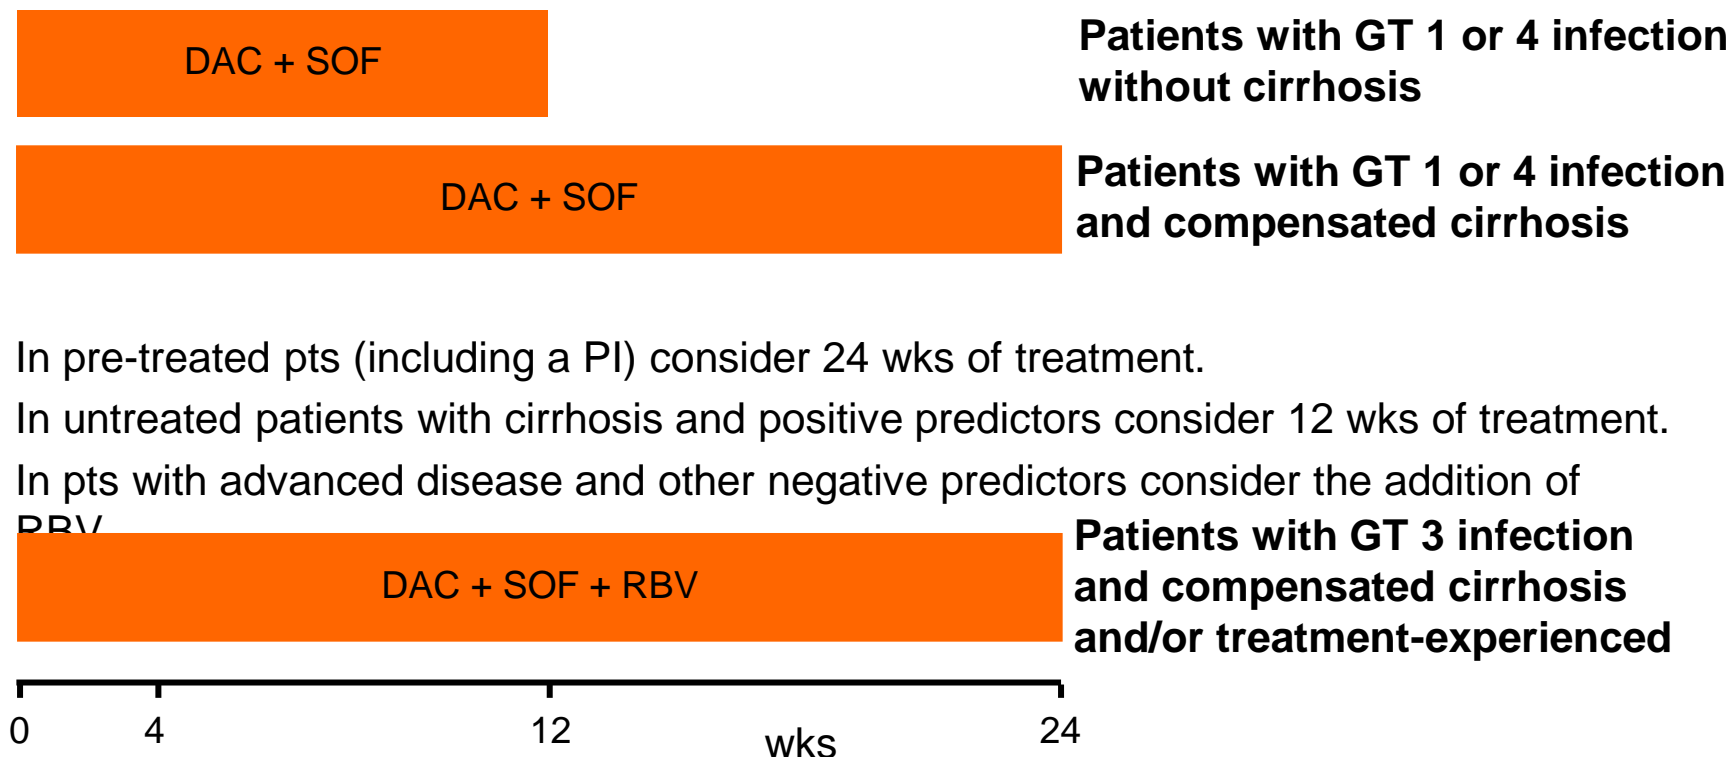 DAC + SOF
Patients with GT 1 or 4 infection
without cirrhosis
DAC + SOF
Patients with GT 1 or 4 infection
and compensated cirrhosis
In pre-treated pts (including a PI) consider 24 wks of treatment.
In untreated patients with cirrhosis and positive predictors consider 12 wks of treatment.
In pts with advanced disease and other negative predictors consider the addition of
RBV
DAC + SOF + RBV
Patients with GT 3 infection
and compensated cirrhosis
and/or treatment-experienced
0 4 12 wks 24